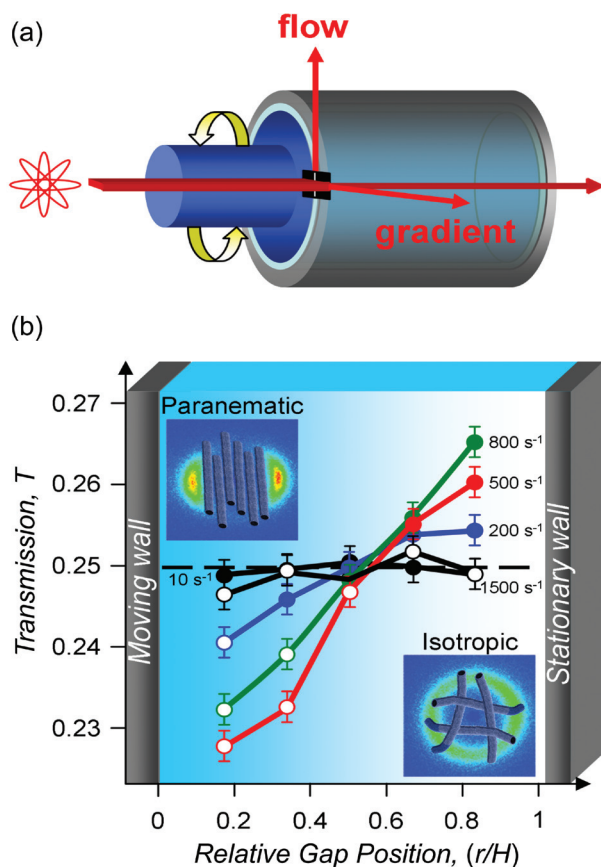 (a)
flow
gradient
(b)
Transmission, T
0.27
0.26
0.25
0.24
0.23
Moving wall
Stationary wall
Paranematic
Isotropic
800 s⁻¹
500 s⁻¹
200 s⁻¹
10 s⁻¹
1500 s⁻¹
0 0.2 0.4 0.6 0.8 1
Relative Gap Position, (r/H)